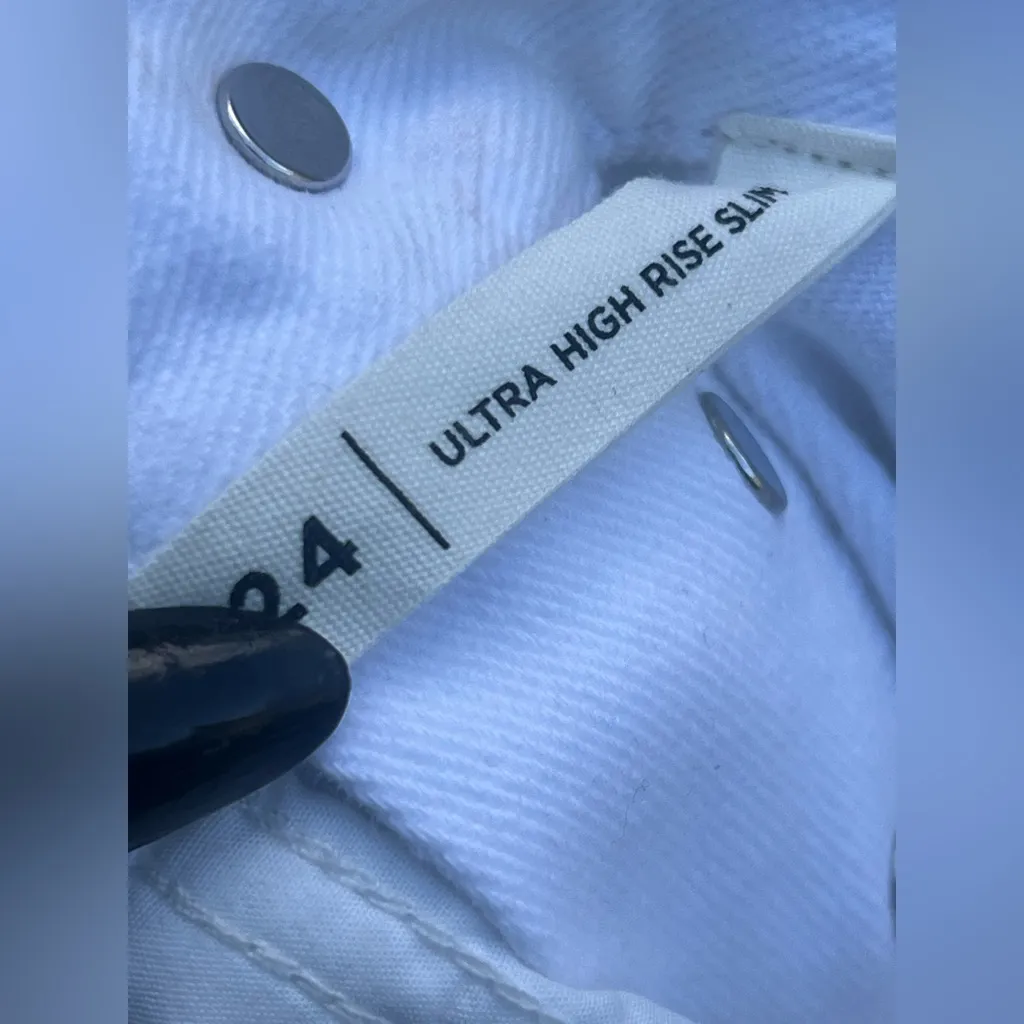 24 | ULTRA HIGH RISE SLIM